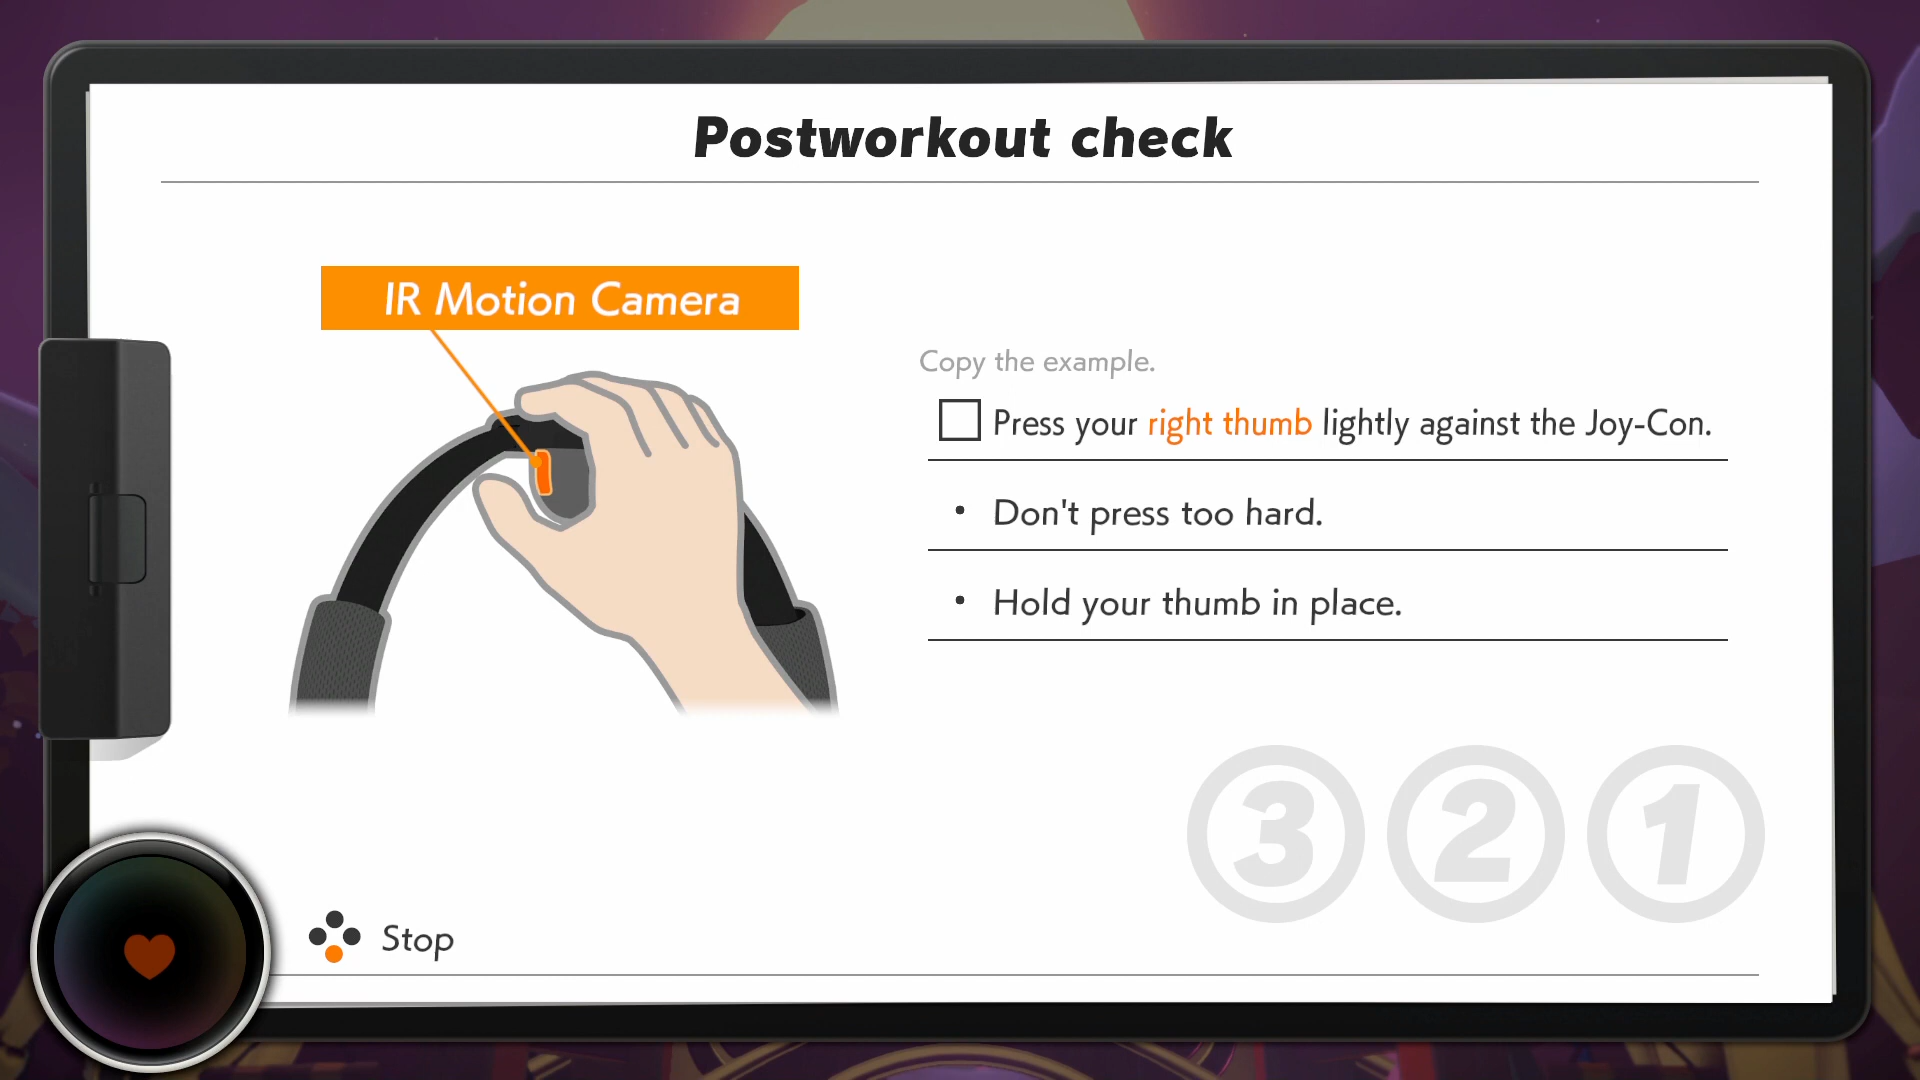 Postworkout check
IR Motion Camera
Copy the example.
Press your right thumb lightly against the Joy-Con.
• Don't press too hard.
• Hold your thumb in place.
3 2 1
Stop